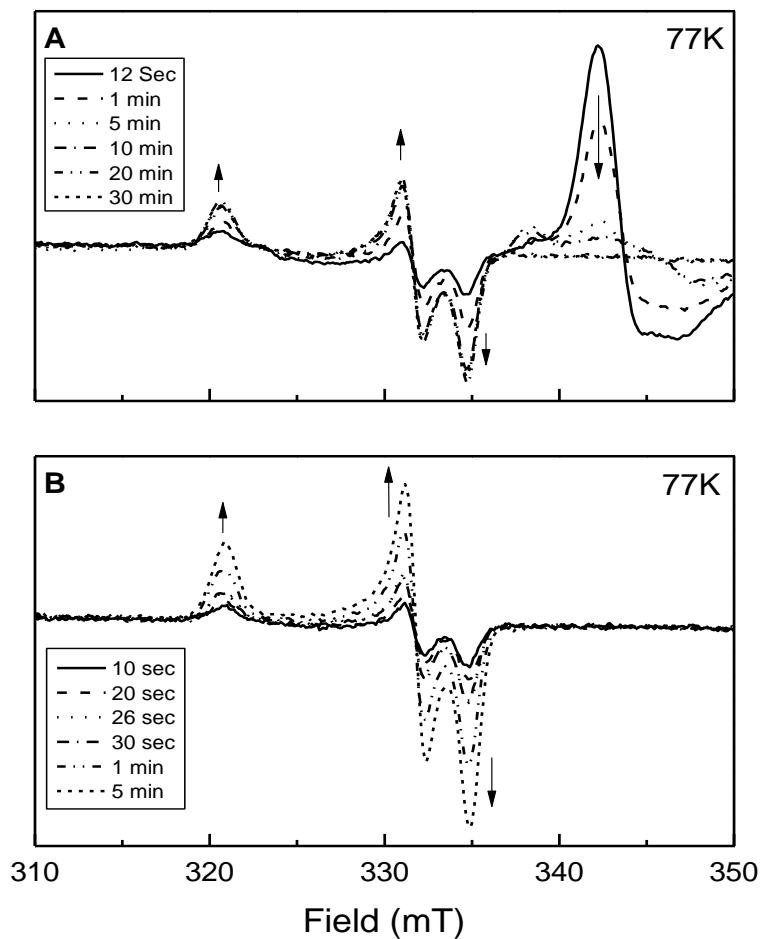 A
77K
12 Sec
1 min
5 min
10 min
20 min
30 min
B
77K
10 sec
20 sec
26 sec
30 sec
1 min
5 min
310 320 330 340 350
Field (mT)